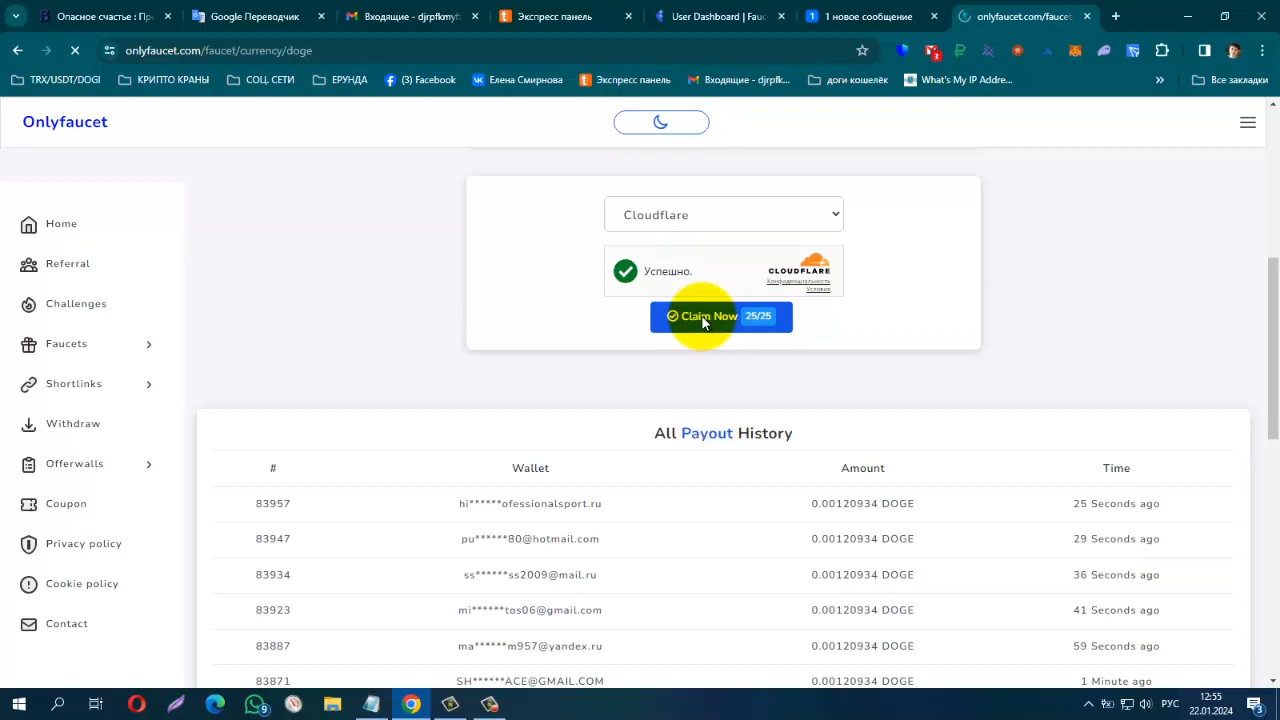 Одинаково счастье : Пр
Google Переводчик
Входящие - djrpfkmyf
Экспресс панель
User Dashboard | Fauc
1 новое сообщение
onlyfaucet.com/faucet
onlyfaucet.com/faucet/currency/doge
3
TRX/USDT/DOGI
КРИПТО КРАНЫ
СОЦ. СЕТИ
ЕРУНДА
(3) Facebook
Елена Смирнова
Экспресс панель
Входящие - djrpfk...
доги кошелёк
What's My IP Addre...
»
Все закладки
Onlyfaucet
Home
Referral
Challenges
Faucets
Shortlinks
Withdraw
Offerwalls
Coupon
Privacy policy
Cookie policy
Contact
Cloudflare
Успешно.
CLOUDFLARE
Конфиденциальность
Условия
Claim Now 25/25
All Payout History
# Wallet Amount Time
83957 hi******ofessionalsport.ru 0.00120934 DOGE 25 Seconds ago
83947 pu******80@hotmail.com 0.00120934 DOGE 29 Seconds ago
83934 ss******ss2009@mail.ru 0.00120934 DOGE 36 Seconds ago
83923 mi******tos06@gmail.com 0.00120934 DOGE 41 Seconds ago
83887 ma******m957@yandex.ru 0.00120934 DOGE 59 Seconds ago
83871 SH******ACE@GMAIL.COM 0.00120934 DOGE 1 Minute ago
9
РУС
12:55
22.01.2024
3